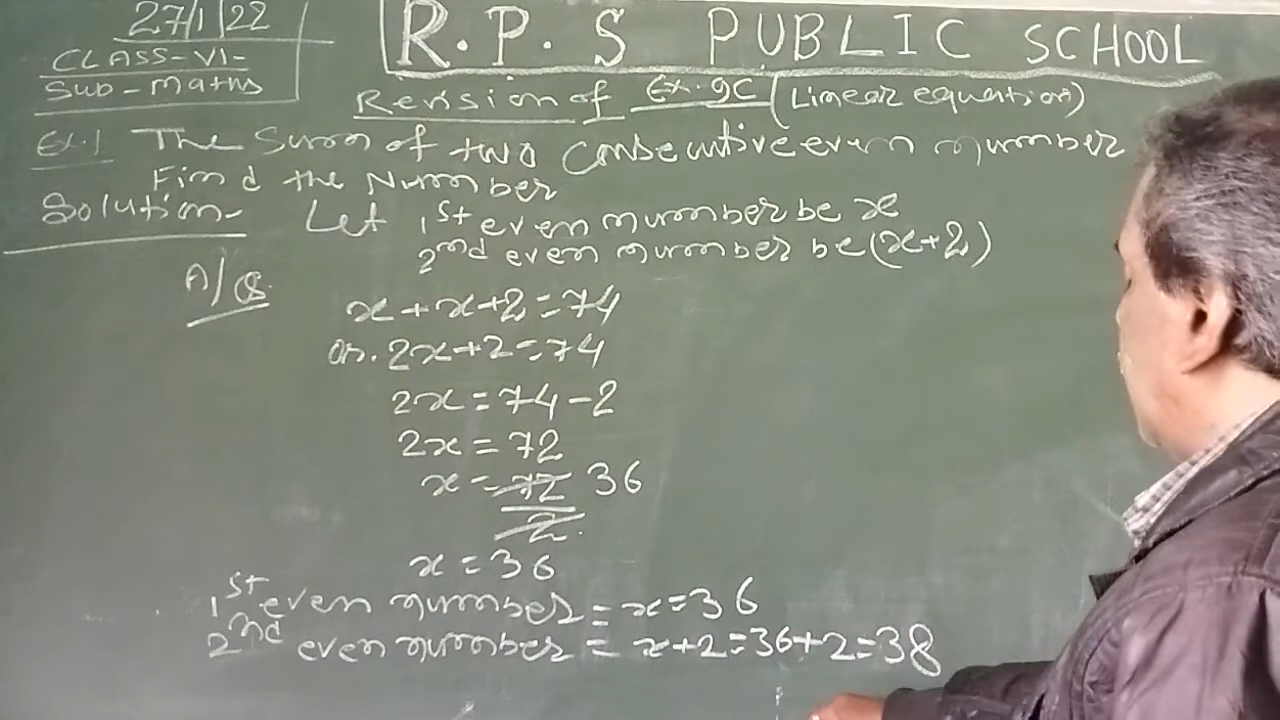 27/1/22
CLASS-VI-
Sub-Maths
R.P.S PUBLIC SCHOOL
Revision of Ex.9C (Linear equation)
Ex.1 The Sum of two Consecutive even number
Find the Number
Solution- Let 1st even number be x
2nd even number be (x+2)
A/Q
x+x+2=74
or. 2x+2=74
2x=74-2
2x=72
x=72/2 36
x=36
1st even number = x=36
2nd even number = x+2=36+2=38